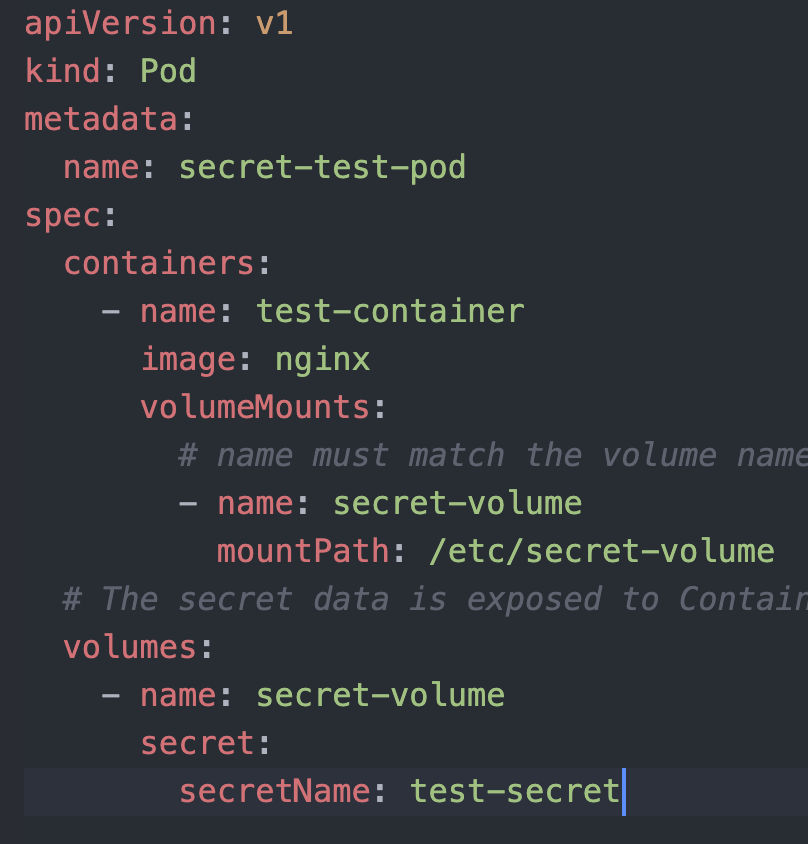 apiVersion: v1
kind: Pod
metadata:
  name: secret-test-pod
spec:
  containers:
    - name: test-container
      image: nginx
      volumeMounts:
        # name must match the volume name
        - name: secret-volume
          mountPath: /etc/secret-volume
  # The secret data is exposed to Contain
  volumes:
    - name: secret-volume
      secret:
        secretName: test-secret